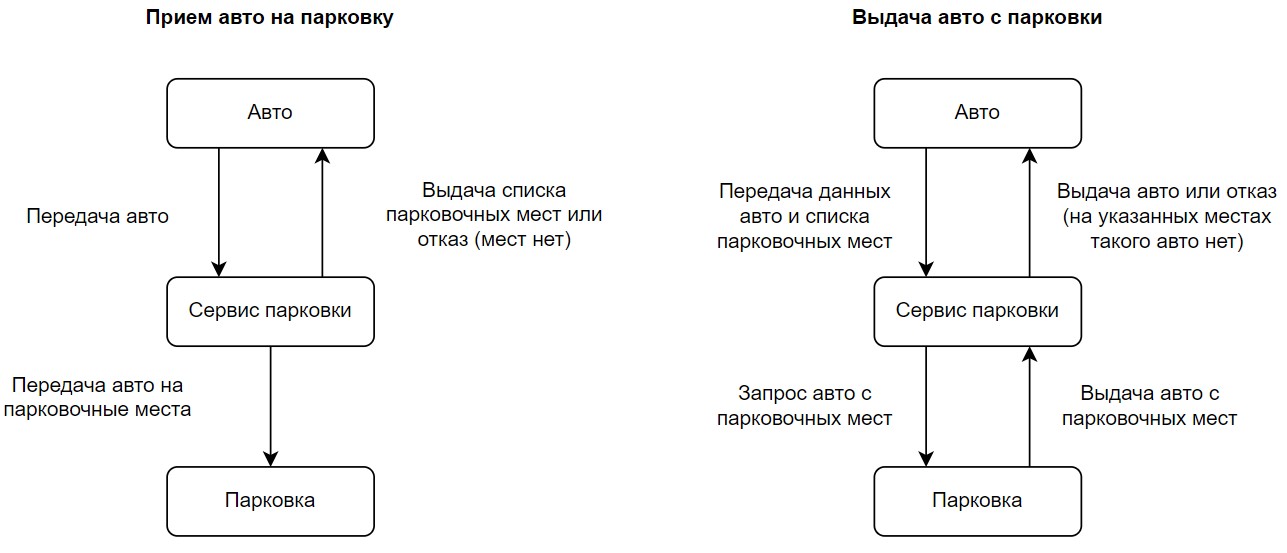 Прием авто на парковку
Авто
Передача авто
Выдача списка
парковочных мест или
отказ (мест нет)
Сервис парковки
Передача авто на
парковочные места
Парковка
Выдача авто с парковки
Авто
Передача данных
авто и списка
парковочных мест
Выдача авто или отказ
(на указанных местах
такого авто нет)
Сервис парковки
Запрос авто с
парковочных мест
Выдача авто с
парковочных мест
Парковка